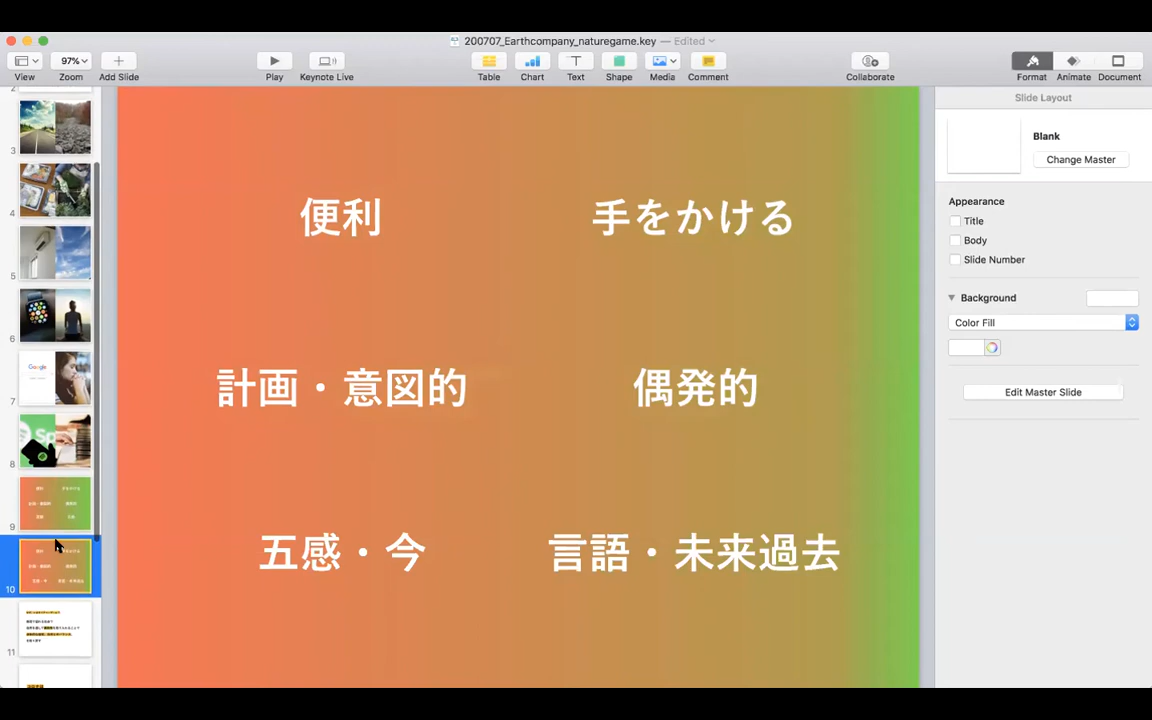 200707_Earthcompany_naturegame.key — Edited
97%
View
Zoom
Add Slide
Play
Keynote Live
Table
Chart
Text
Shape
Media
Comment
Collaborate
Format
Animate
Document
Slide Layout
Blank
Change Master
Appearance
Title
Body
Slide Number
Background
Color Fill
Edit Master Slide
便利 手をかける
計画・意図的 偶発的
五感・今 言語・未来過去
2
3
4
5
6
Google
7
8
9
10
11